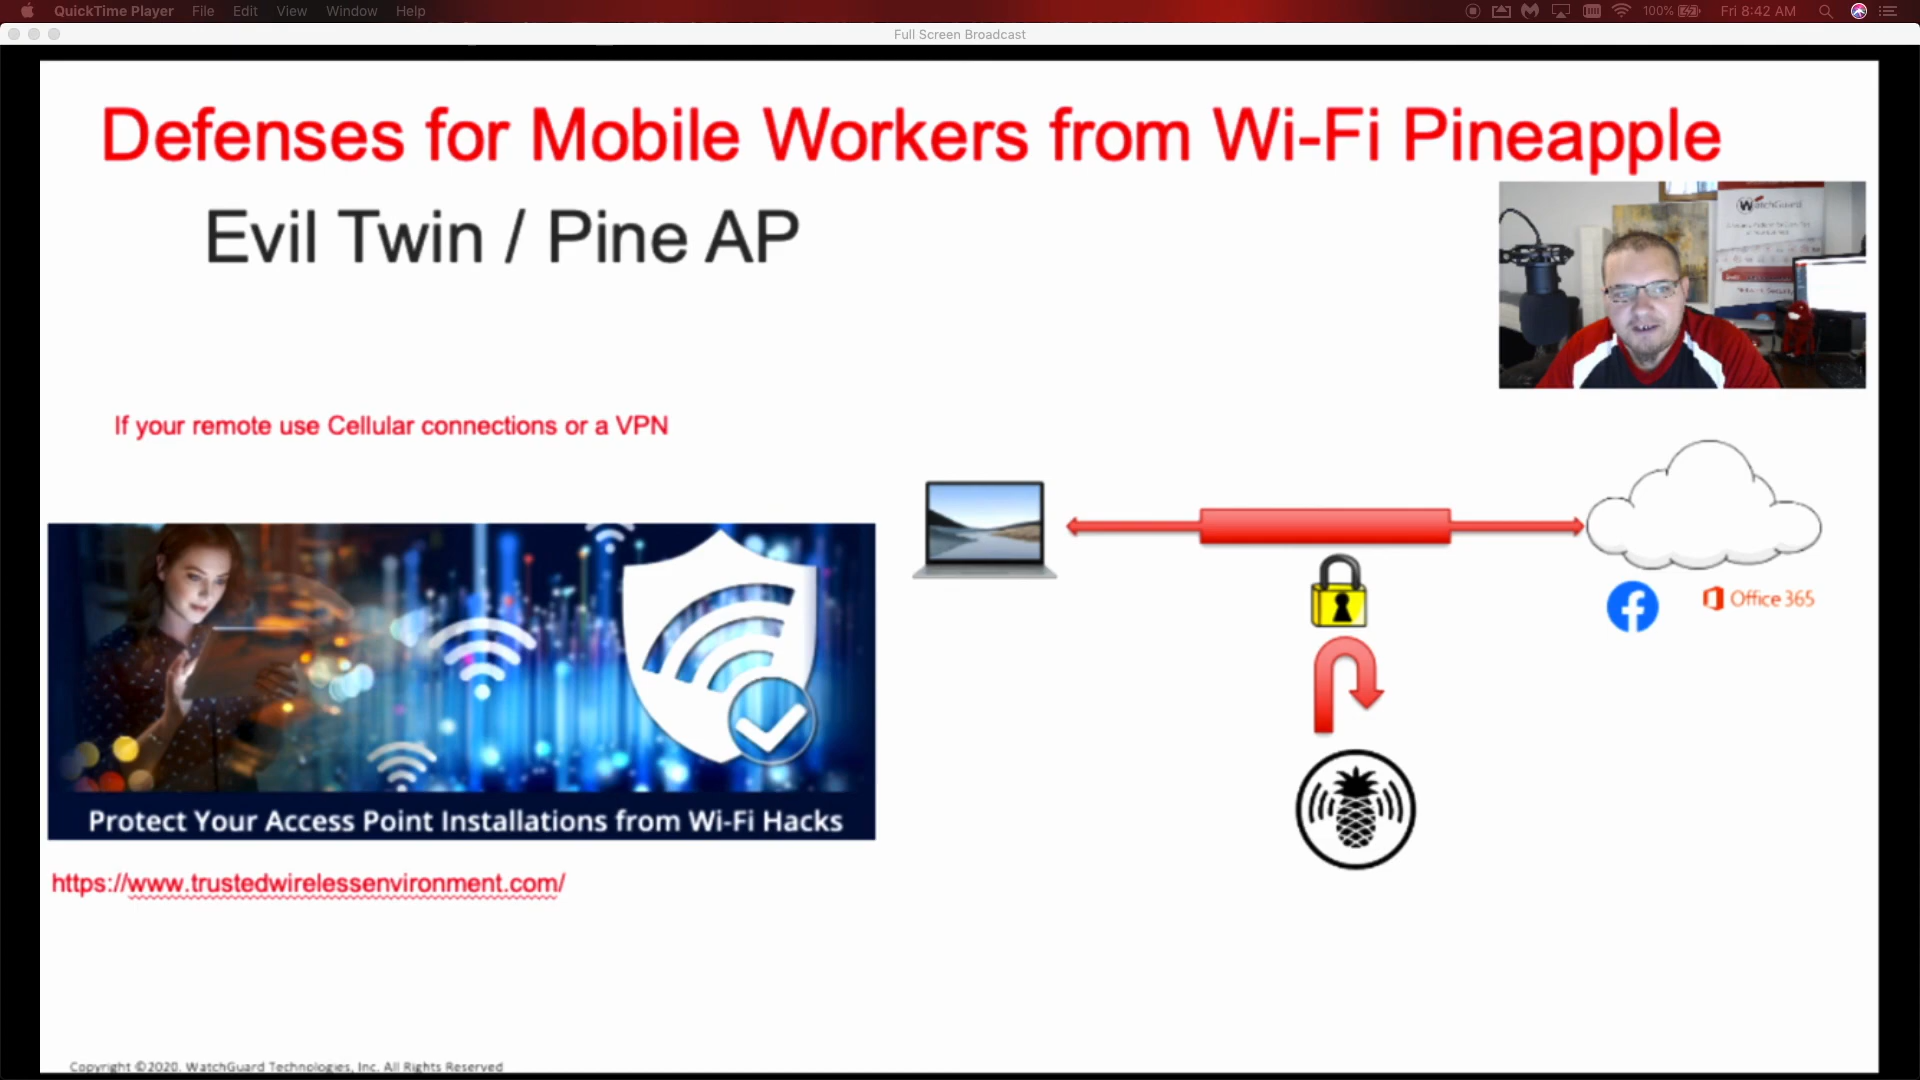 QuickTime Player File Edit View Window Help 100% Fri 8:42 AM
Full Screen Broadcast
Defenses for Mobile Workers from Wi-Fi Pineapple
Evil Twin / Pine AP
WatchGuard
If your remote use Cellular connections or a VPN
Office 365
Protect Your Access Point Installations from Wi-Fi Hacks
https://www.trustedwirelessenvironment.com/
Copyright ©2020. WatchGuard Technologies, Inc. All Rights Reserved